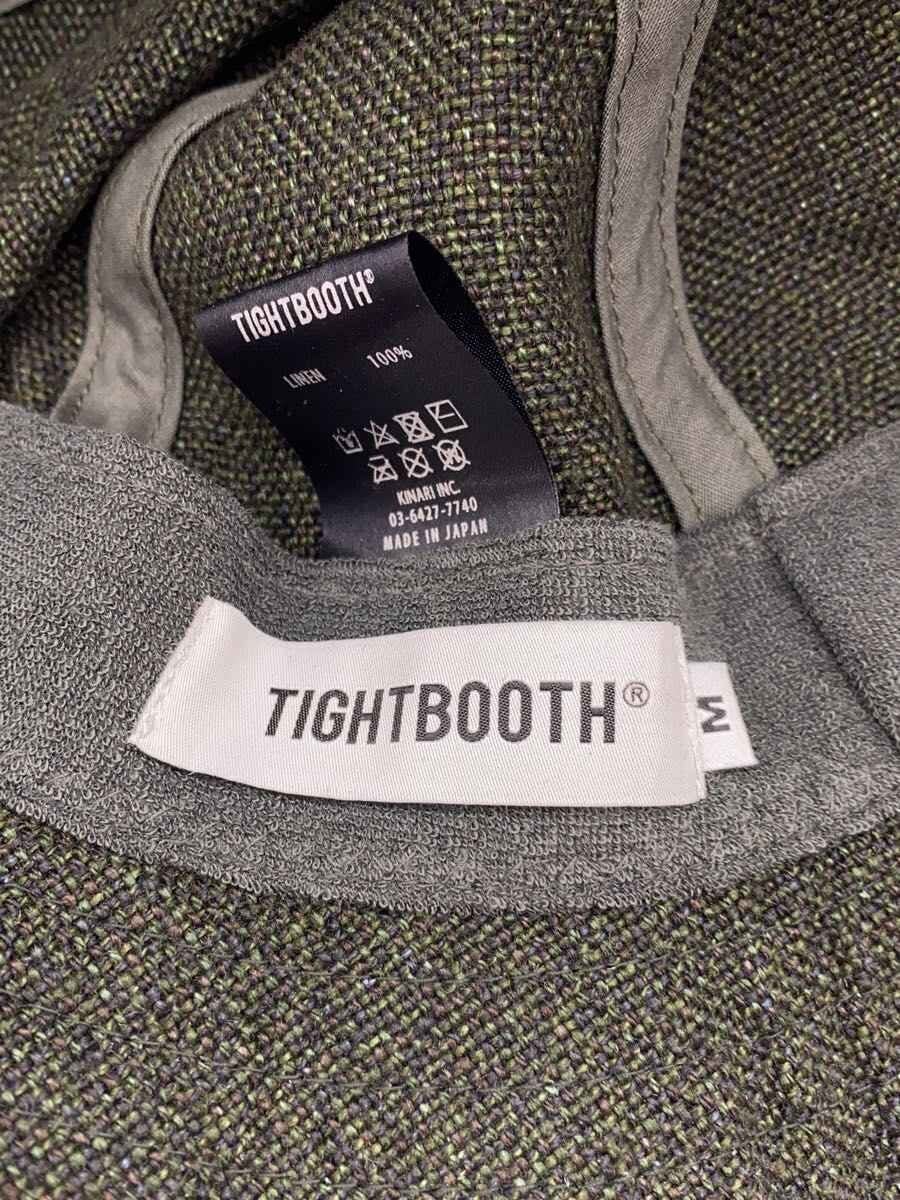 TIGHTBOOTH®
LINEN 100%
KINARI INC.
03-6427-7740
MADE IN JAPAN
TIGHTBOOTH®
M